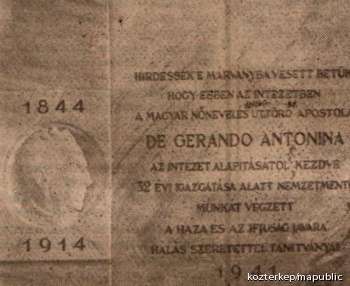 1844
1914
HIRDESSÉK E MÁRVÁNYBA VÉSETT BETŰK
HOGY EBBEN AZ INTÉZETBEN
A MAGYAR NŐNEVELÉS ÚTTÖRŐ APOSTOLA
DE GERANDO ANTONINA
AZ INTÉZET ALAPÍTÁSÁTÓL KEZDVE
32 ÉVI IGAZGATÁSA ALATT NEMZETMENTŐ
MUNKÁT VÉGZETT
A HAZA ÉS AZ IFJUSÁG JAVÁRA
HÁLÁS SZERETETTEL TANÍTVÁNYAI
kozterkep/mapublic